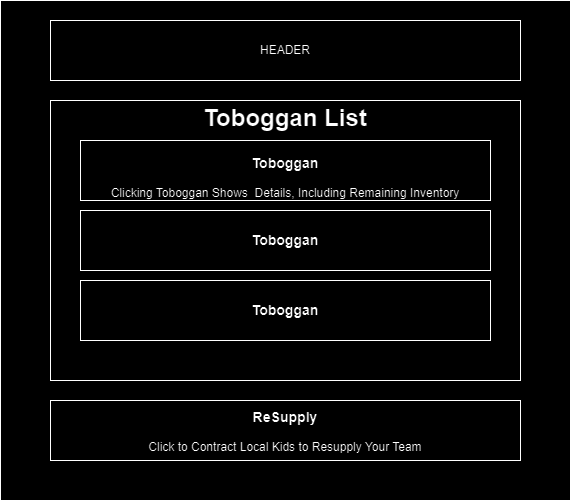 HEADER
Toboggan List
Toboggan
Clicking Toboggan Shows  Details, Including Remaining Inventory
Toboggan
Toboggan
ReSupply
Click to Contract Local Kids to Resupply Your Team